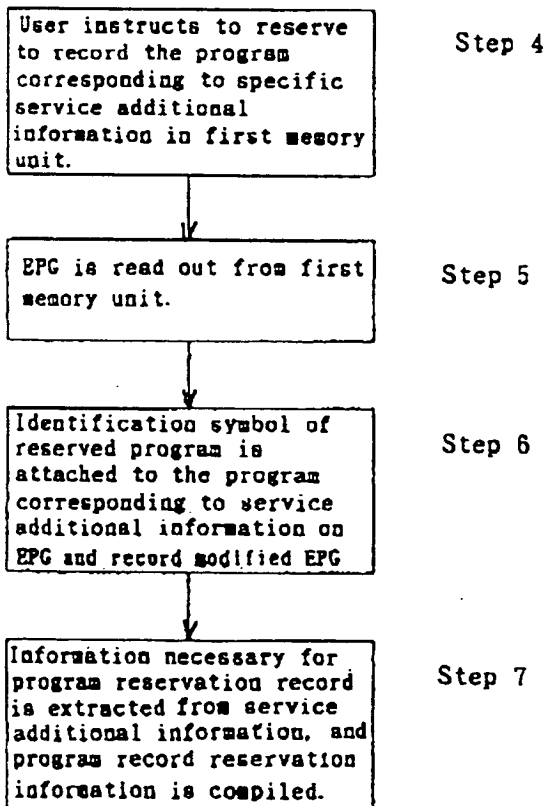 User instructs to reserve
to record the program
corresponding to specific
service additional
information in first memory
unit.
Step 4
EPG is read out from first
memory unit.
Step 5
Identification symbol of
reserved program is
attached to the program
corresponding to service
additional information on
EPG and record modified EPG
Step 6
Information necessary for
program reservation record
is extracted from service
additional information, and
program record reservation
information is compiled.
Step 7